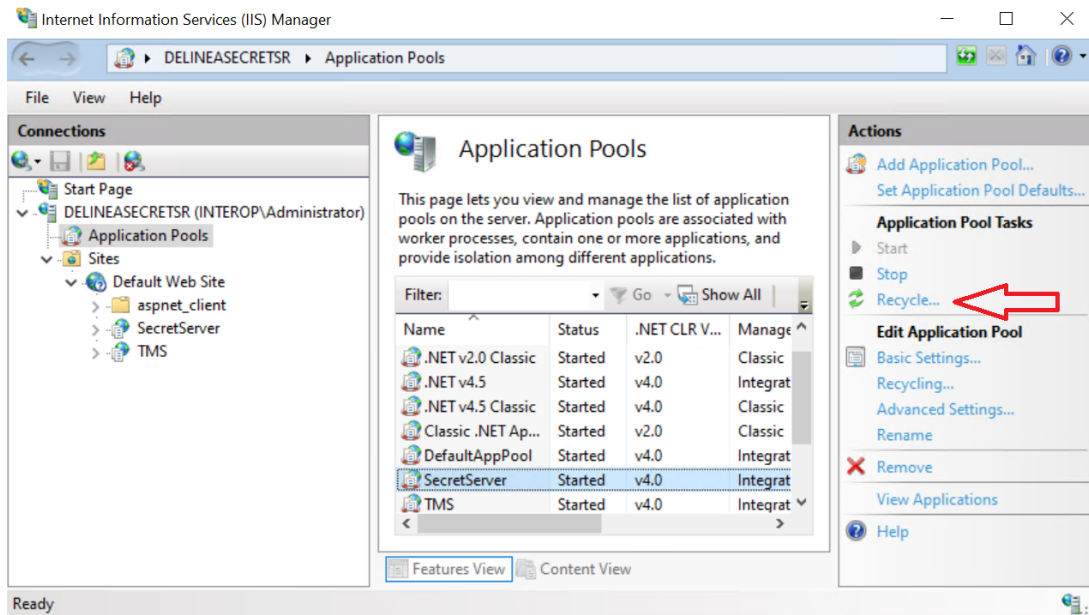 Internet Information Services (IIS) Manager
DELINEASECRETSR Application Pools
File View Help
Connections
Start Page
DELINEASECRETSR (INTEROP\Administrator)
Application Pools
Sites
Default Web Site
aspnet_client
SecretServer
TMS
Application Pools
This page lets you view and manage the list of application
pools on the server. Application pools are associated with
worker processes, contain one or more applications, and
provide isolation among different applications.
Filter: Go Show All
Name Status .NET CLR V... Manage
.NET v2.0 Classic Started v2.0 Classic
.NET v4.5 Started v4.0 Integrat
.NET v4.5 Classic Started v4.0 Classic
Classic .NET Ap... Started v2.0 Classic
DefaultAppPool Started v4.0 Integrat
SecretServer Started v4.0 Integrat
TMS Started v4.0 Integrat
Features View Content View
Actions
Add Application Pool...
Set Application Pool Defaults...
Application Pool Tasks
Start
Stop
Recycle...
Edit Application Pool
Basic Settings...
Recycling...
Advanced Settings...
Rename
Remove
View Applications
Help
Ready